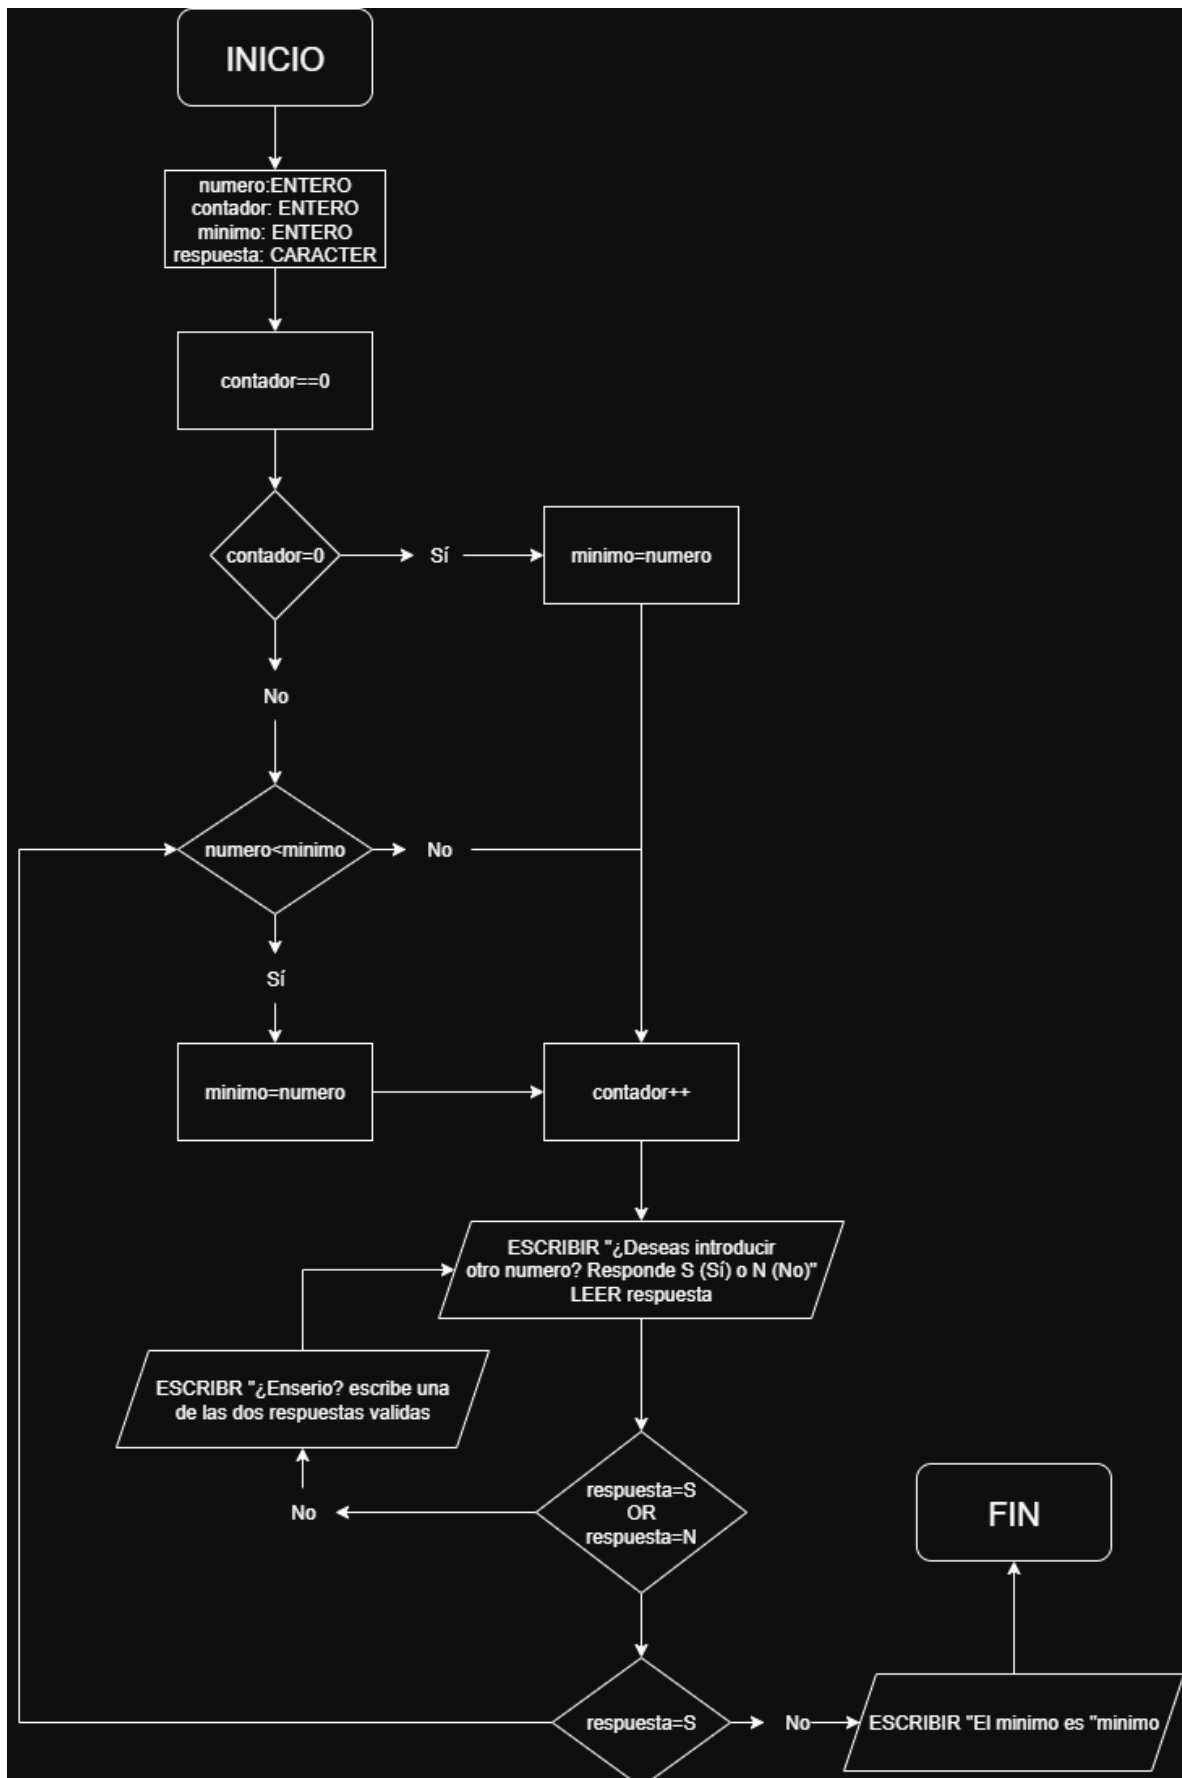 INICIO
numero:ENTERO
contador: ENTERO
minimo: ENTERO
respuesta: CARACTER
contador==0
contador=0
Sí
minimo=numero
No
numero<minimo
No
Sí
minimo=numero
contador++
ESCRIBIR "¿Deseas introducir
otro numero? Responde S (Sí) o N (No)"
LEER respuesta
ESCRIBR "¿Enserio? escribe una
de las dos respuestas validas
respuesta=S
OR
respuesta=N
No
FIN
respuesta=S
No
ESCRIBIR "El minimo es "minimo